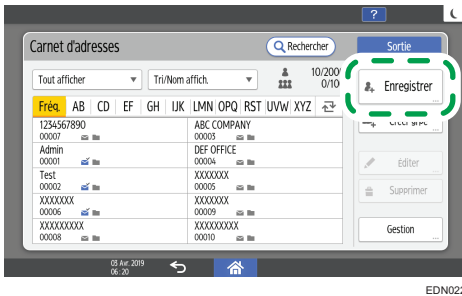 ?
Carnet d'adresses
Rechercher
Sortie
Tout afficher
Tri/Nom affich.
10/2000
0/10
Enregistrer
Fréq. AB CD EF GH IJK LMN OPQ RST UVW XYZ
1234567890
00007
ABC COMPANY
00003
Admin
00001
DEF OFFICE
00004
Test
00002
XXXXXXX
00005
XXXXXXX
00006
XXXXXXX
00009
XXXXXXXXX
00008
XXXXXXXXX
00010
Créer grpe
Éditer
Supprimer
Gestion
03 Avr. 2019
06:20
EDN022